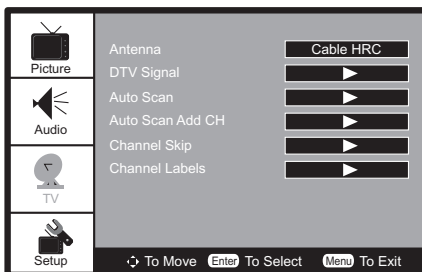 Picture
Audio
TV
Setup
Antenna Cable HRC
DTV Signal
Auto Scan
Auto Scan Add CH
Channel Skip
Channel Labels
To Move Enter To Select Menu To Exit